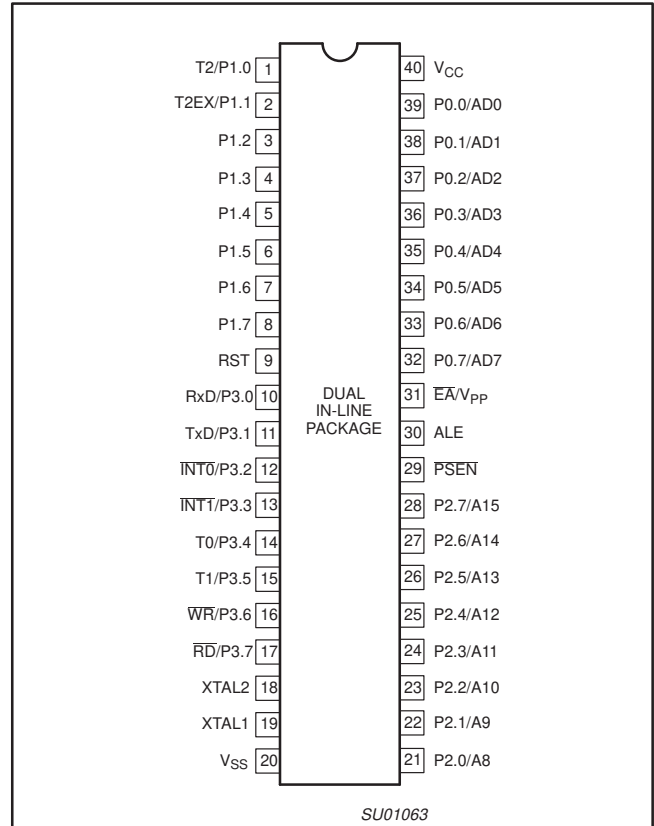 T2/P1.0 1
T2EX/P1.1 2
P1.2 3
P1.3 4
P1.4 5
P1.5 6
P1.6 7
P1.7 8
RST 9
RxD/P3.0 10
TxD/P3.1 11
INT0/P3.2 12
INT1/P3.3 13
T0/P3.4 14
T1/P3.5 15
WR/P3.6 16
RD/P3.7 17
XTAL2 18
XTAL1 19
VSS 20
DUAL
IN-LINE
PACKAGE
40 VCC
39 P0.0/AD0
38 P0.1/AD1
37 P0.2/AD2
36 P0.3/AD3
35 P0.4/AD4
34 P0.5/AD5
33 P0.6/AD6
32 P0.7/AD7
31 EA/VPP
30 ALE
29 PSEN
28 P2.7/A15
27 P2.6/A14
26 P2.5/A13
25 P2.4/A12
24 P2.3/A11
23 P2.2/A10
22 P2.1/A9
21 P2.0/A8
SU01063